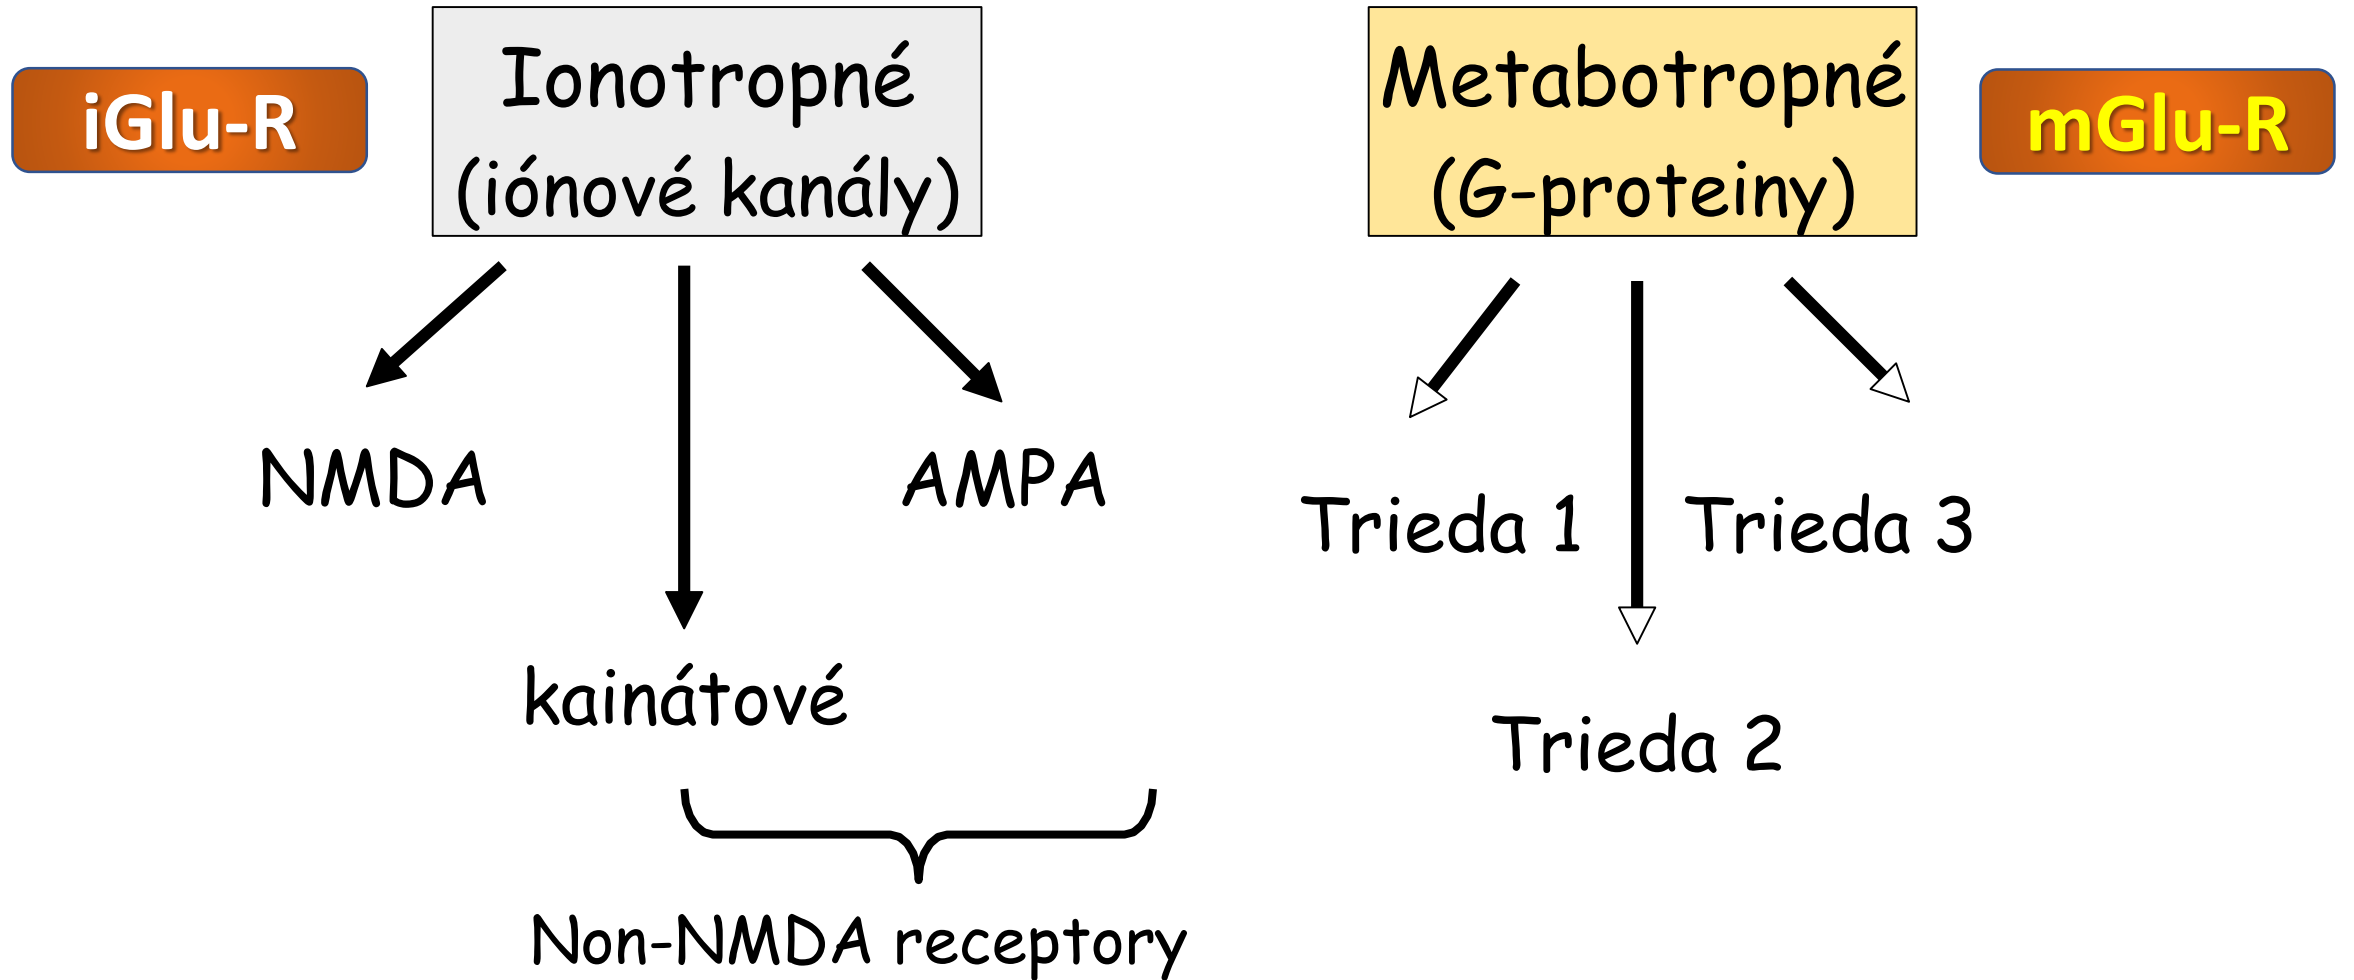 iGlu-R
Ionotropné
(iónové kanály)
Metabotropné
(G-proteiny)
mGlu-R
NMDA
AMPA
kainátové
Non-NMDA receptory
Trieda 1
Trieda 3
Trieda 2